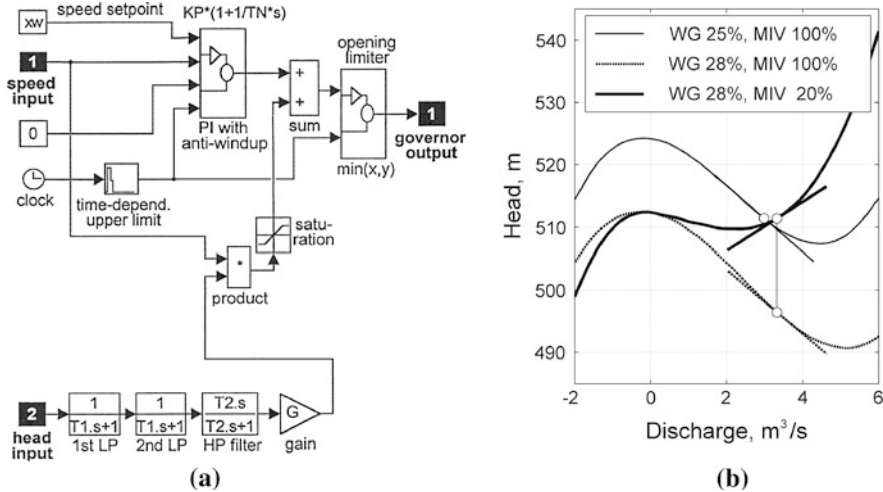 KP*(1+1/TN*s)
speed setpoint
xw
opening
limiter
1
speed
input
+
+
0
PI with
anti-windup
sum
1
governor
output
min(x,y)
clock
time-depend.
upper limit
satu-
ration
*
product
2
head
input
1
T1.s+1
1st LP
1
T1.s+1
2nd LP
T2.s
T2.s+1
HP filter
G
gain
(a)
WG 25%, MIV 100%
WG 28%, MIV 100%
WG 28%, MIV 20%
Head, m
540
530
520
510
500
490
-2 0 2 4 6
Discharge, m³/s
(b)